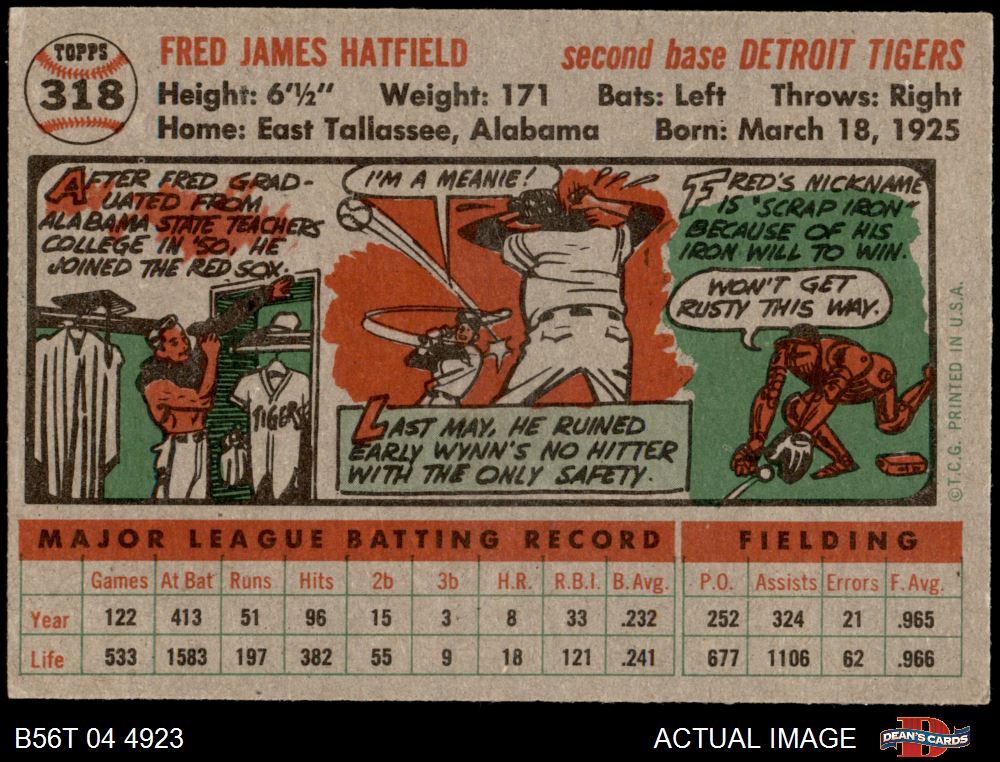 TOPPS
318
FRED JAMES HATFIELD second base DETROIT TIGERS
Height: 6'½" Weight: 171 Bats: Left Throws: Right
Home: East Tallassee, Alabama Born: March 18, 1925
AFTER FRED GRAD-
UATED FROM
ALABAMA STATE TEACHERS
COLLEGE IN '50, HE
JOINED THE RED SOX.
TIGERS
I'M A MEANIE!
LAST MAY, HE RUINED
EARLY WYNN'S NO HITTER
WITH THE ONLY SAFETY.
FRED'S NICKNAME
IS "SCRAP IRON"
BECAUSE OF HIS
IRON WILL TO WIN.
WON'T GET
RUSTY THIS WAY.
©T.C.G. PRINTED IN U.S.A.
MAJOR LEAGUE BATTING RECORD FIELDING
Games At Bat Runs Hits 2b 3b H.R. R.B.I. B.Avg. P.O. Assists Errors F.Avg.
Year 122 413 51 96 15 3 8 33 .232 252 324 21 .965
Life 533 1583 197 382 55 9 18 121 .241 677 1106 62 .966
B56T 04 4923 ACTUAL IMAGE DEAN'S CARDS